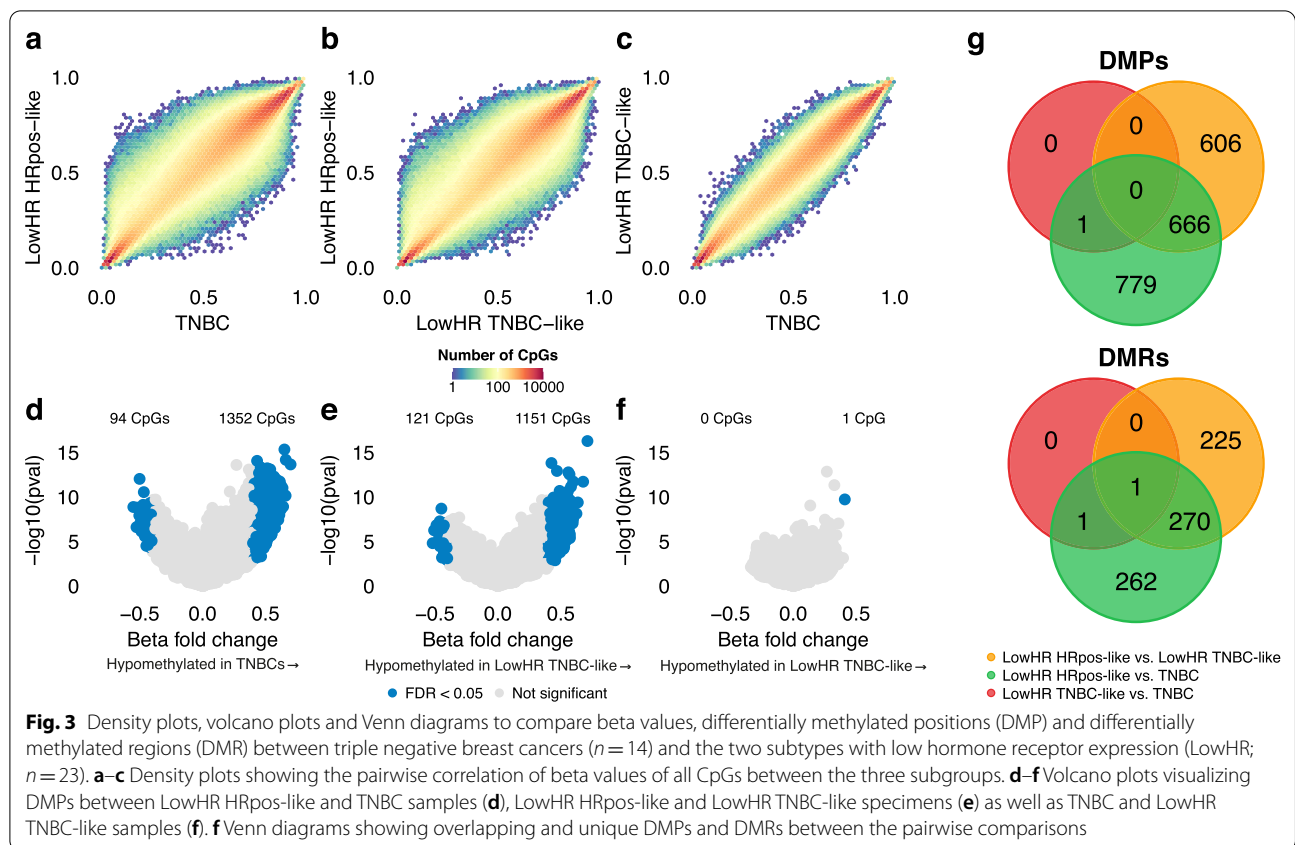 a
LowHR HRpos−like
1.0
0.5
0.0
0.0 0.5 1.0
TNBC
b
LowHR HRpos−like
1.0
0.5
0.0
0.0 0.5 1.0
LowHR TNBC−like
c
LowHR TNBC−like
1.0
0.5
0.0
0.0 0.5 1.0
TNBC
Number of CpGs
1 100 10000
d
94 CpGs 1352 CpGs
−log10(pval)
15
10
5
0
−0.5 0.0 0.5
Beta fold change
Hypomethylated in TNBCs→
e
121 CpGs 1151 CpGs
−log10(pval)
15
10
5
0
−0.5 0.0 0.5
Beta fold change
Hypomethylated in LowHR TNBC-like→
f
0 CpGs 1 CpG
−log10(pval)
15
10
5
0
−0.5 0.0 0.5
Beta fold change
Hypomethylated in LowHR TNBC-like→
FDR < 0.05 Not significant
g
DMPs
0 0 606
0
1 666
779
DMRs
0 0 225
1
1 270
262
LowHR HRpos-like vs. LowHR TNBC-like
LowHR HRpos-like vs. TNBC
LowHR TNBC-like vs. TNBC
Fig. 3 Density plots, volcano plots and Venn diagrams to compare beta values, differentially methylated positions (DMP) and differentially
methylated regions (DMR) between triple negative breast cancers (n = 14) and the two subtypes with low hormone receptor expression (LowHR;
n = 23). a–c Density plots showing the pairwise correlation of beta values of all CpGs between the three subgroups. d–f Volcano plots visualizing
DMPs between LowHR HRpos-like and TNBC samples (d), LowHR HRpos-like and LowHR TNBC-like specimens (e) as well as TNBC and LowHR
TNBC-like samples (f). f Venn diagrams showing overlapping and unique DMPs and DMRs between the pairwise comparisons